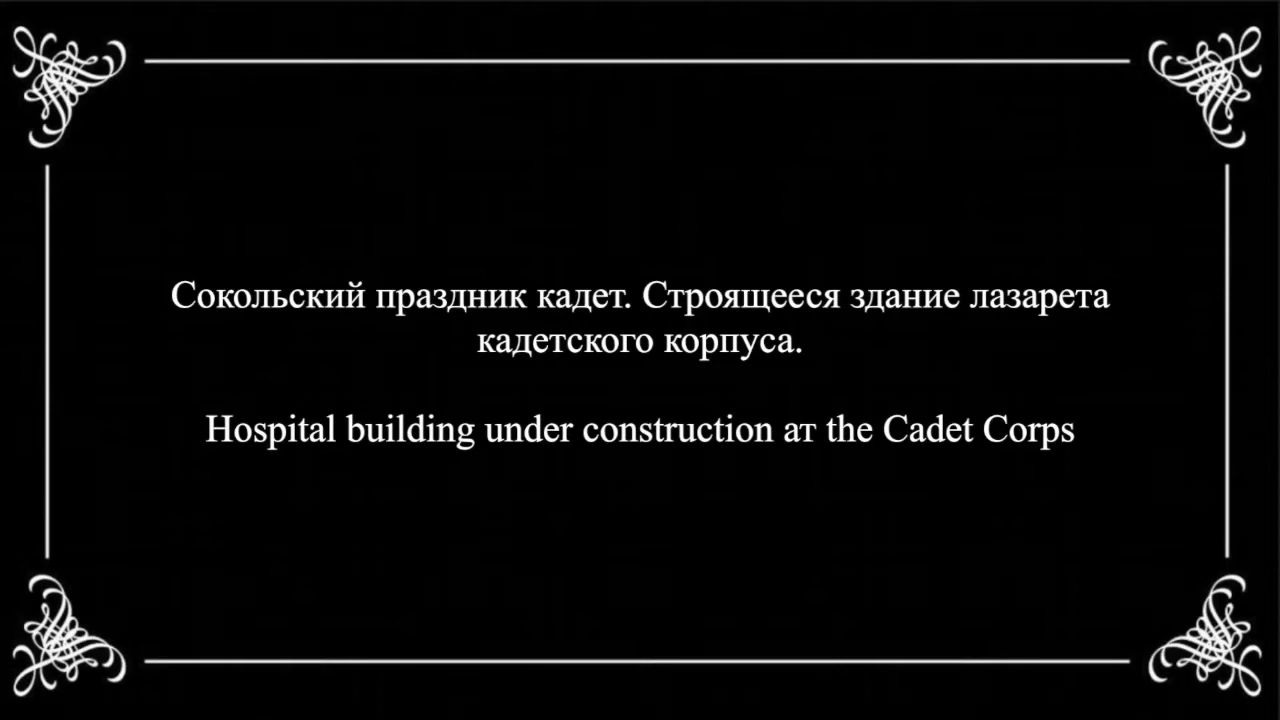 Сокольский праздник кадет. Строящееся здание лазарета
кадетского корпуса.
Hospital building under construction ат the Cadet Corps